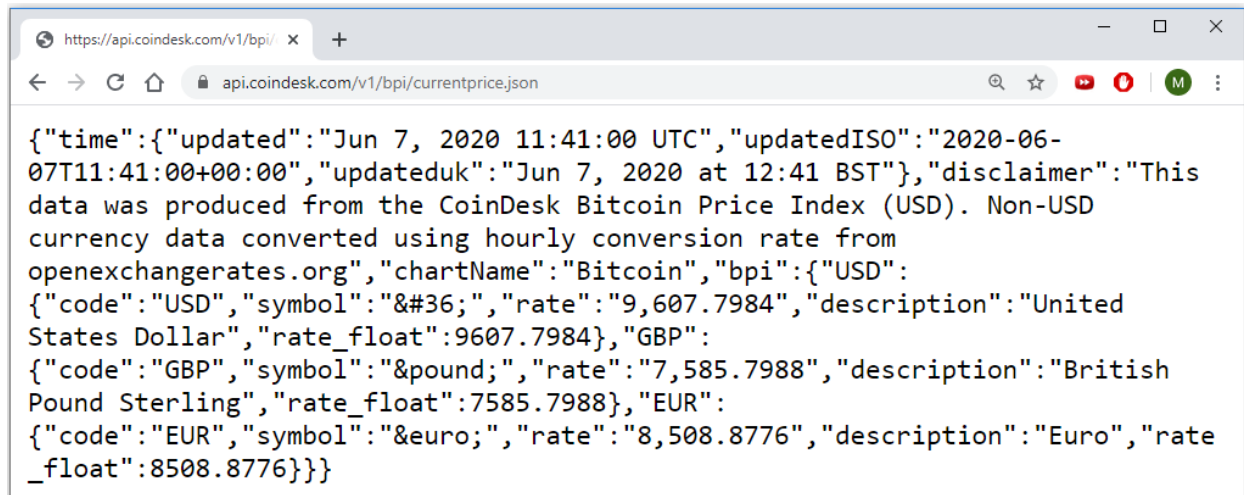 https://api.coindesk.com/v1/bpi/
api.coindesk.com/v1/bpi/currentprice.json
M
{"time":{"updated":"Jun 7, 2020 11:41:00 UTC","updatedISO":"2020-06-
07T11:41:00+00:00","updateduk":"Jun 7, 2020 at 12:41 BST"},"disclaimer":"This
data was produced from the CoinDesk Bitcoin Price Index (USD). Non-USD
currency data converted using hourly conversion rate from
openexchangerates.org","chartName":"Bitcoin","bpi":{"USD":
{"code":"USD","symbol":"&#36;","rate":"9,607.7984","description":"United
States Dollar","rate_float":9607.7984},"GBP":
{"code":"GBP","symbol":"&pound;","rate":"7,585.7988","description":"British
Pound Sterling","rate_float":7585.7988},"EUR":
{"code":"EUR","symbol":"&euro;","rate":"8,508.8776","description":"Euro","rate
_float":8508.8776}}}